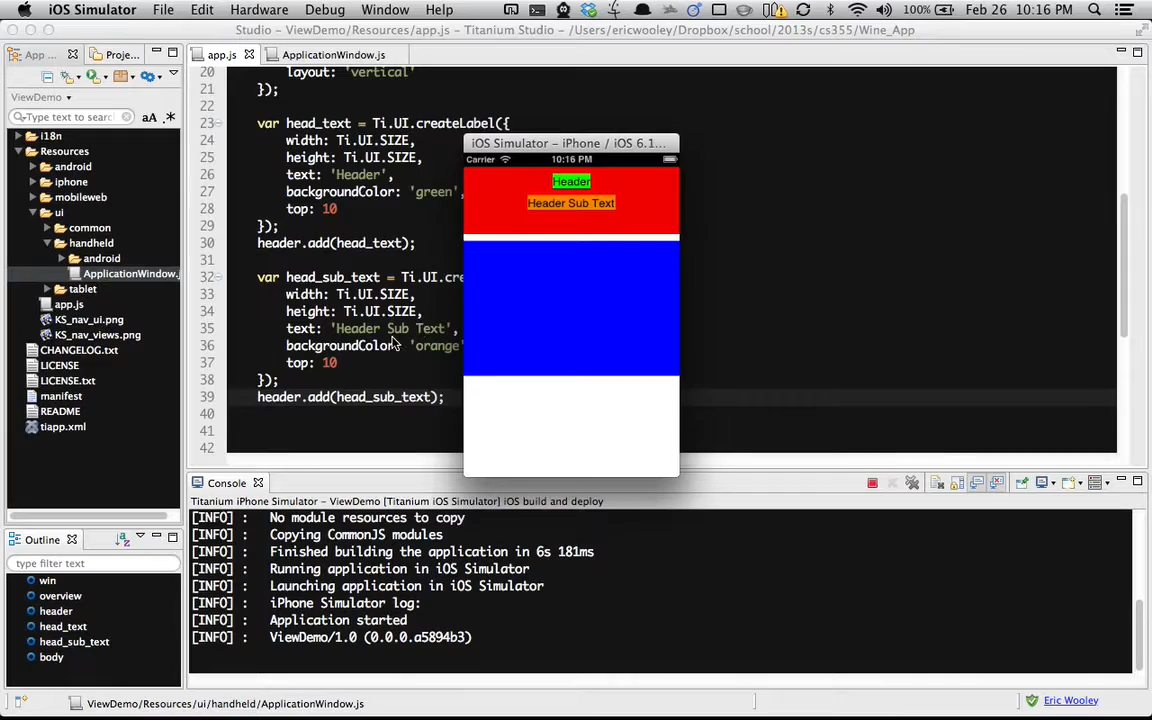 iOS Simulator File Edit Hardware Debug Window Help 100% Feb 26 10:16 PM
Studio – ViewDemo/Resources/app.js – Titanium Studio – /Users/ericwooley/Dropbox/school/2013s/cs355/Wine_App
App ... Proje... app.js ApplicationWindow.js
ViewDemo
Type text to search aA .*
i18n
Resources
android
iphone
mobileweb
ui
common
handheld
android
ApplicationWindow.j
tablet
app.js
KS_nav_ui.png
KS_nav_views.png
CHANGELOG.txt
LICENSE
LICENSE.txt
manifest
README
tiapp.xml
20 layout: 'vertical'
21 });
22
23 var head_text = Ti.UI.createLabel({
24 width: Ti.UI.SIZE,
25 height: Ti.UI.SIZE,
26 text: 'Header',
27 backgroundColor: 'green',
28 top: 10
29 });
30 header.add(head_text);
31
32 var head_sub_text = Ti.UI.cre
33 width: Ti.UI.SIZE,
34 height: Ti.UI.SIZE,
35 text: 'Header Sub Text',
36 backgroundColor: 'orange'
37 top: 10
38 });
39 header.add(head_sub_text);
40
41
42
iOS Simulator – iPhone / iOS 6.1...
Carrier 10:16 PM
Header
Header Sub Text
Console
Titanium iPhone Simulator – ViewDemo [Titanium iOS Simulator] iOS build and deploy
[INFO] : No module resources to copy
[INFO] : Copying CommonJS modules
[INFO] : Finished building the application in 6s 181ms
[INFO] : Running application in iOS Simulator
[INFO] : Launching application in iOS Simulator
[INFO] : iPhone Simulator log:
[INFO] : Application started
[INFO] : ViewDemo/1.0 (0.0.0.a5894b3)
Outline
type filter text
win
overview
header
head_text
head_sub_text
body
ViewDemo/Resources/ui/handheld/ApplicationWindow.js
Eric Wooley